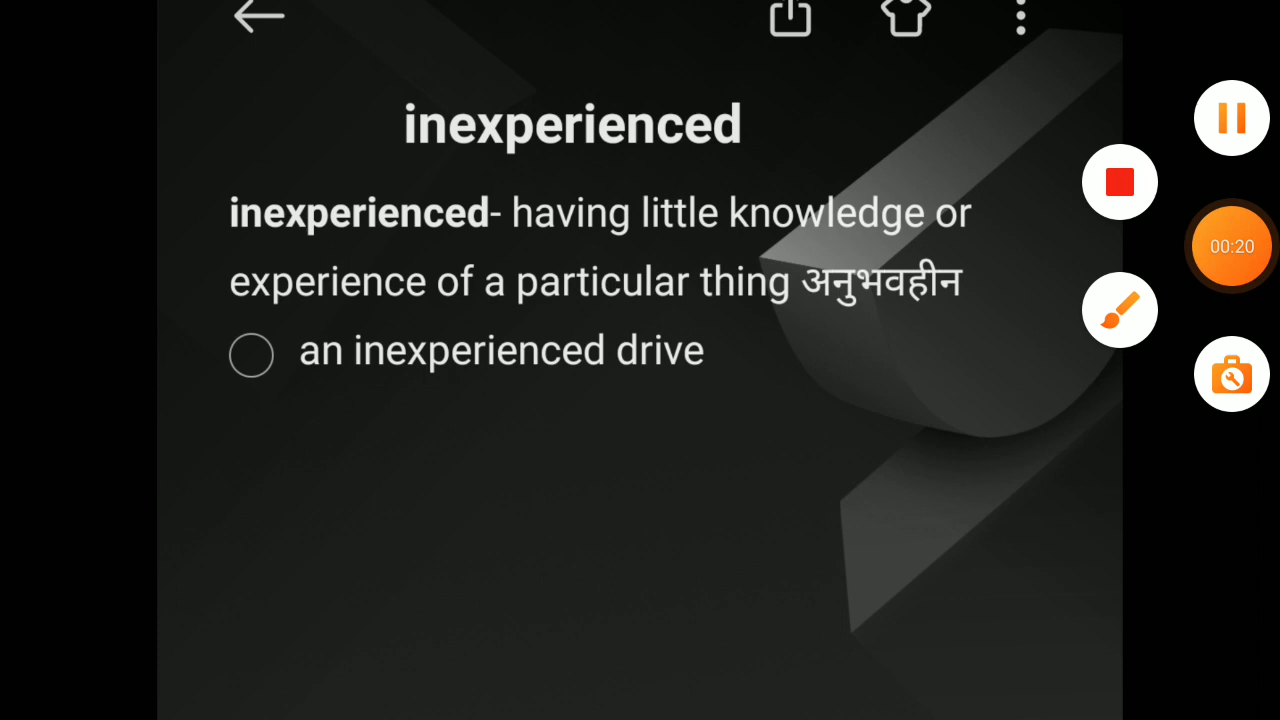 inexperienced
inexperienced- having little knowledge or
experience of a particular thing अनुभवहीन
an inexperienced drive
00:20